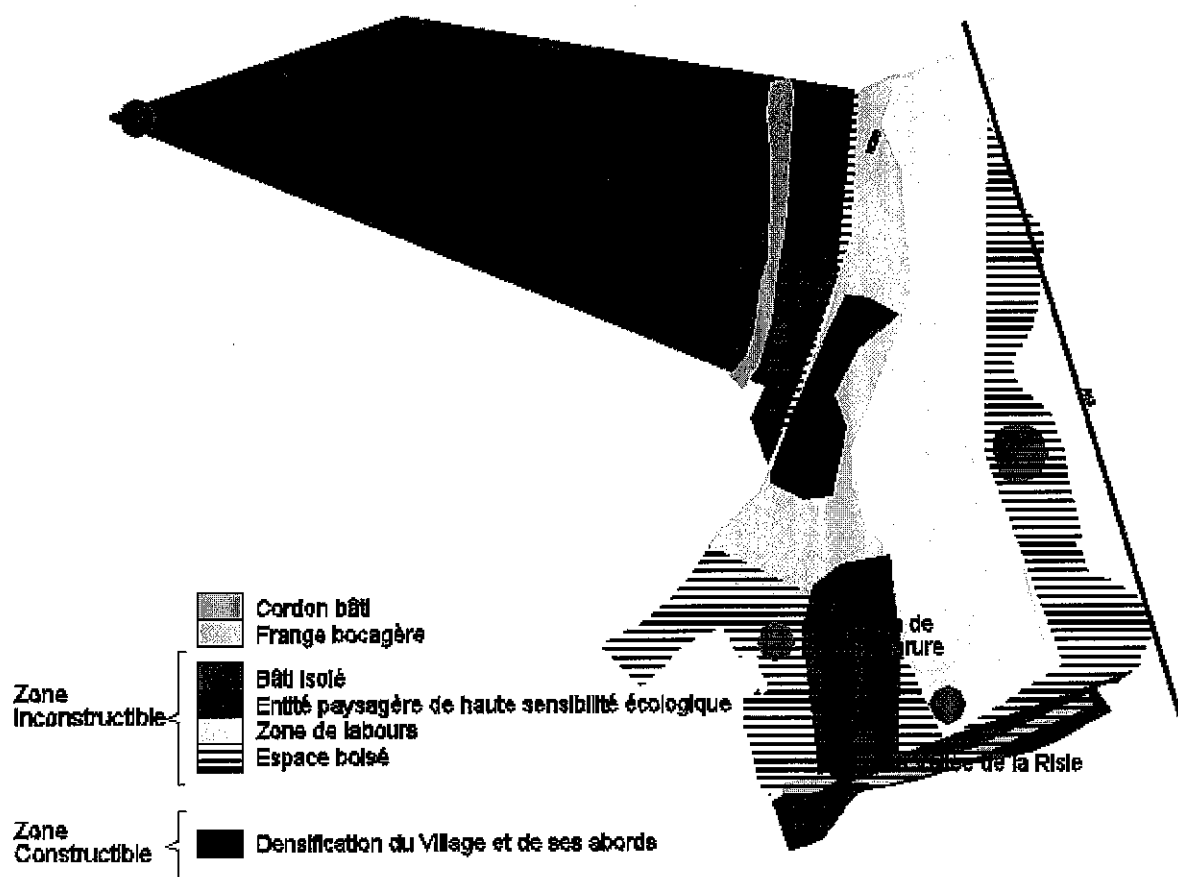 de
Cordon bâti
Frange bocagère
Zone
Inconstructible
Bâti isolé
Entité paysagère de haute sensibilité écologique
Zone de labours
Espace boisé
de la Risle
Zone
Constructible
Densification du Village et de ses abords